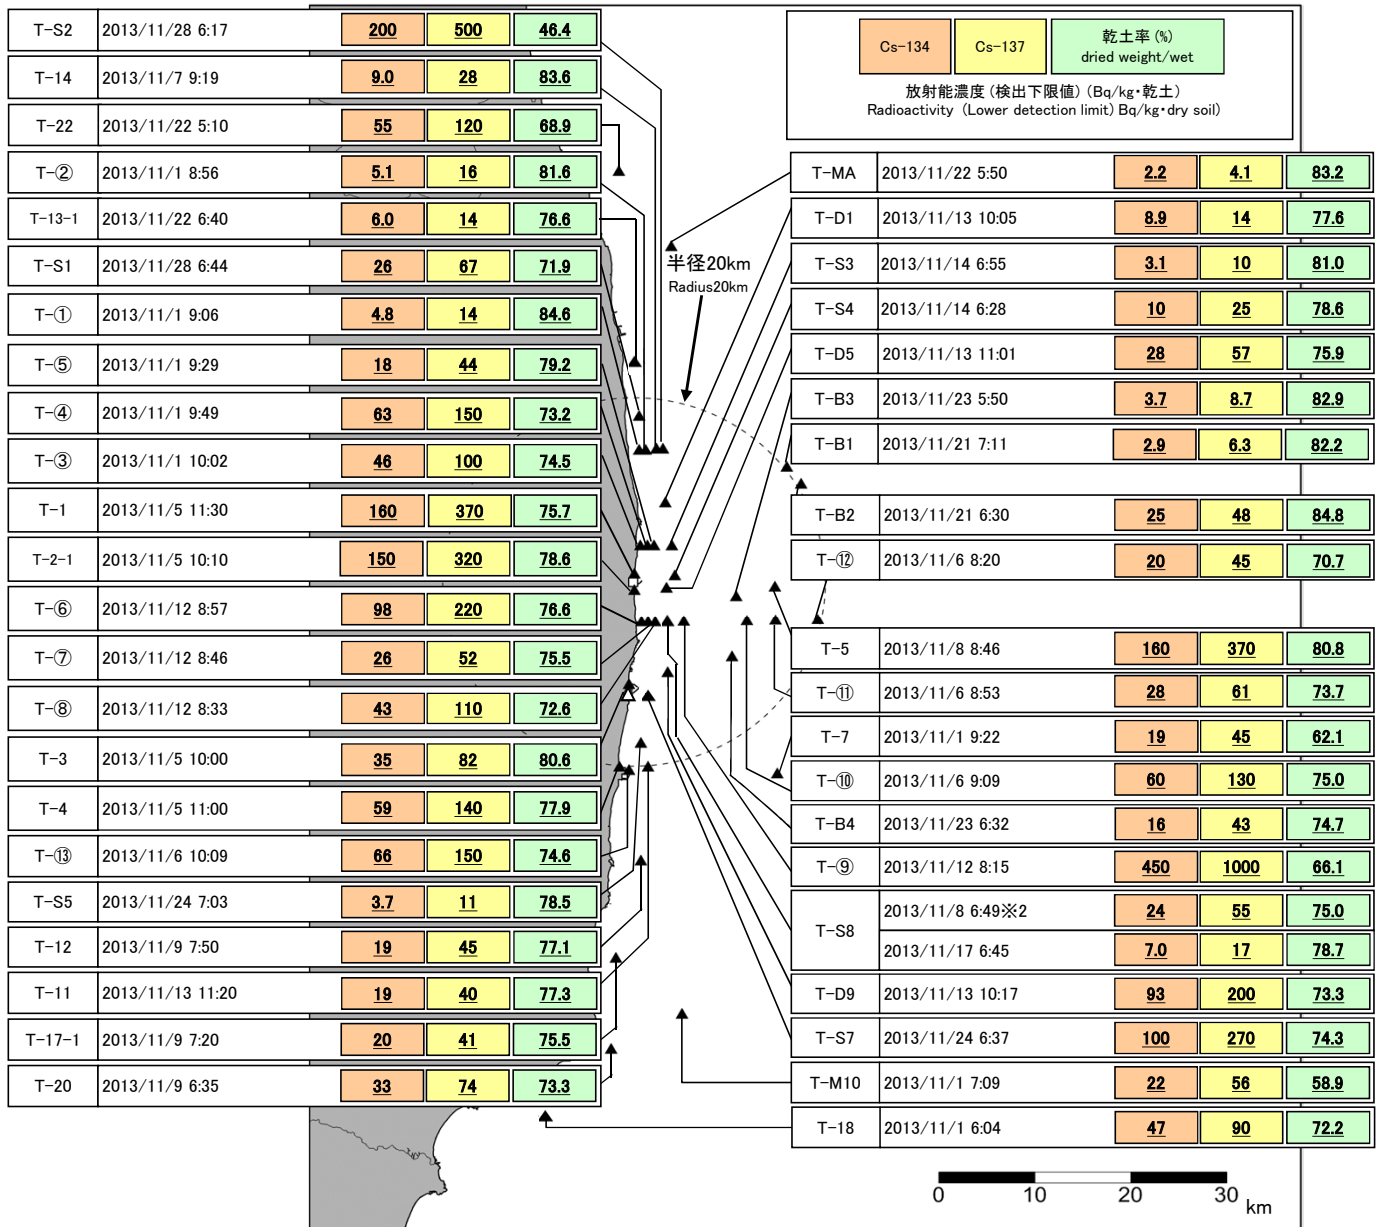 T-S2 2013/11/28 6:17 200 500 46.4
T-14 2013/11/7 9:19 9.0 28 83.6
T-22 2013/11/22 5:10 55 120 68.9
T-② 2013/11/1 8:56 5.1 16 81.6
T-13-1 2013/11/22 6:40 6.0 14 76.6
T-S1 2013/11/28 6:44 26 67 71.9
T-① 2013/11/1 9:06 4.8 14 84.6
T-⑤ 2013/11/1 9:29 18 44 79.2
T-④ 2013/11/1 9:49 63 150 73.2
T-③ 2013/11/1 10:02 46 100 74.5
T-1 2013/11/5 11:30 160 370 75.7
T-2-1 2013/11/5 10:10 150 320 78.6
T-⑥ 2013/11/12 8:57 98 220 76.6
T-⑦ 2013/11/12 8:46 26 52 75.5
T-⑧ 2013/11/12 8:33 43 110 72.6
T-3 2013/11/5 10:00 35 82 80.6
T-4 2013/11/5 11:00 59 140 77.9
T-⑬ 2013/11/6 10:09 66 150 74.6
T-S5 2013/11/24 7:03 3.7 11 78.5
T-12 2013/11/9 7:50 19 45 77.1
T-11 2013/11/13 11:20 19 40 77.3
T-17-1 2013/11/9 7:20 20 41 75.5
T-20 2013/11/9 6:35 33 74 73.3
半径20km
Radius20km
Cs-134 Cs-137 乾土率(%)
dried weight/wet
放射能濃度(検出下限値)(Bq/kg・乾土)
Radioactivity (Lower detection limit) Bq/kg・dry soil)
T-MA 2013/11/22 5:50 2.2 4.1 83.2
T-D1 2013/11/13 10:05 8.9 14 77.6
T-S3 2013/11/14 6:55 3.1 10 81.0
T-S4 2013/11/14 6:28 10 25 78.6
T-D5 2013/11/13 11:01 28 57 75.9
T-B3 2013/11/23 5:50 3.7 8.7 82.9
T-B1 2013/11/21 7:11 2.9 6.3 82.2
T-B2 2013/11/21 6:30 25 48 84.8
T-⑫ 2013/11/6 8:20 20 45 70.7
T-5 2013/11/8 8:46 160 370 80.8
T-⑪ 2013/11/6 8:53 28 61 73.7
T-7 2013/11/1 9:22 19 45 62.1
T-⑩ 2013/11/6 9:09 60 130 75.0
T-B4 2013/11/23 6:32 16 43 74.7
T-⑨ 2013/11/12 8:15 450 1000 66.1
T-S8 2013/11/8 6:49※2 24 55 75.0
2013/11/17 6:45 7.0 17 78.7
T-D9 2013/11/13 10:17 93 200 73.3
T-S7 2013/11/24 6:37 100 270 74.3
T-M10 2013/11/1 7:09 22 56 58.9
T-18 2013/11/1 6:04 47 90 72.2
0 10 20 30 km